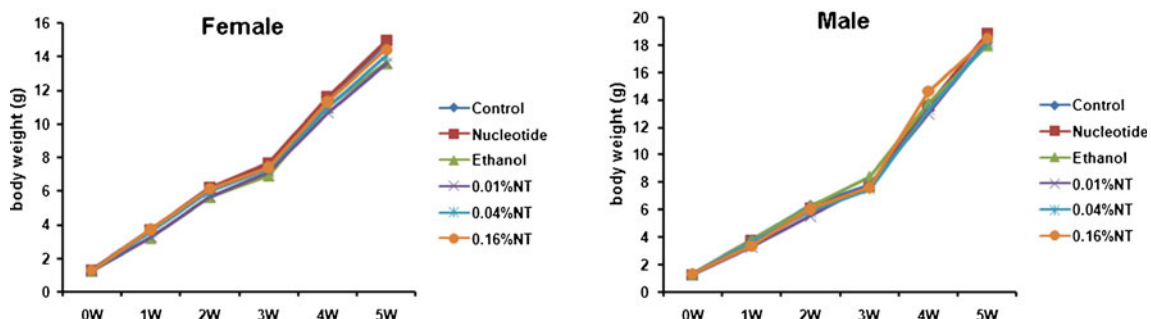 Female
body weight (g)
16
14
12
10
8
6
4
2
0
0W 1W 2W 3W 4W 5W
Control
Nucleotide
Ethanol
0.01%NT
0.04%NT
0.16%NT
Male
body weight (g)
20
18
16
14
12
10
8
6
4
2
0
0W 1W 2W 3W 4W 5W
Control
Nucleotide
Ethanol
0.01%NT
0.04%NT
0.16%NT